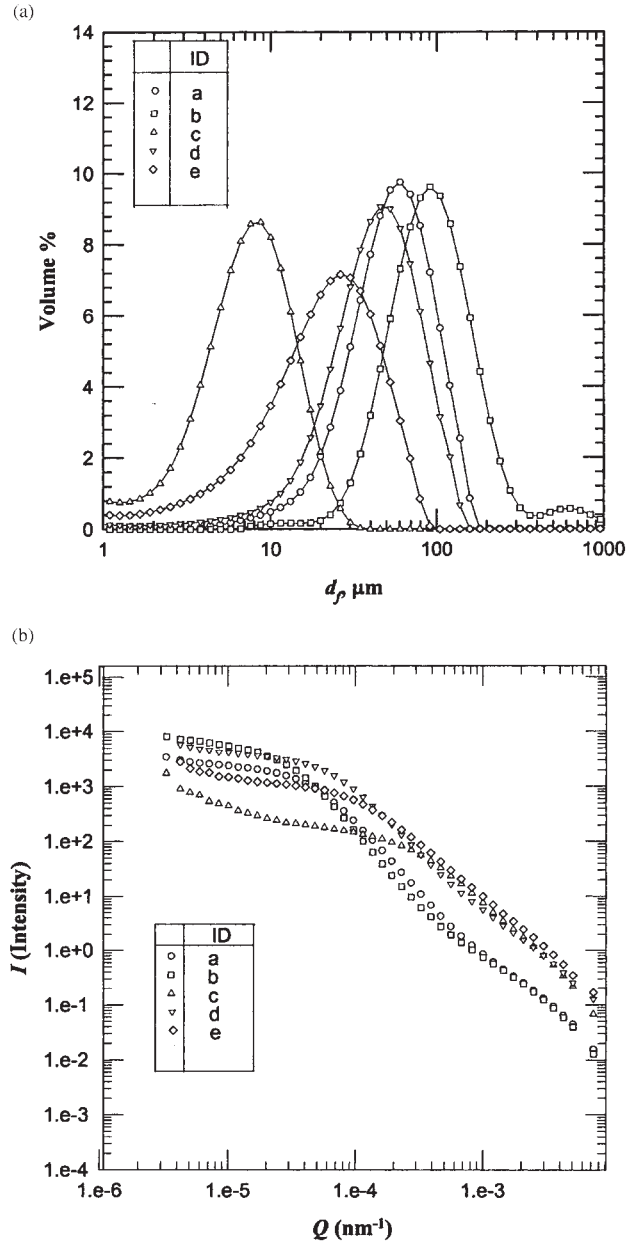 (a)
14
12
10
8
6
4
2
0
Volume %
ID
a
b
c
d
e
1
10
100
1000
d_f, µm
(b)
1.e+5
1.e+4
1.e+3
1.e+2
1.e+1
1.e+0
1.e-1
1.e-2
1.e-3
1.e-4
I (Intensity)
ID
a
b
c
d
e
1.e-6
1.e-5
1.e-4
1.e-3
Q (nm⁻¹)